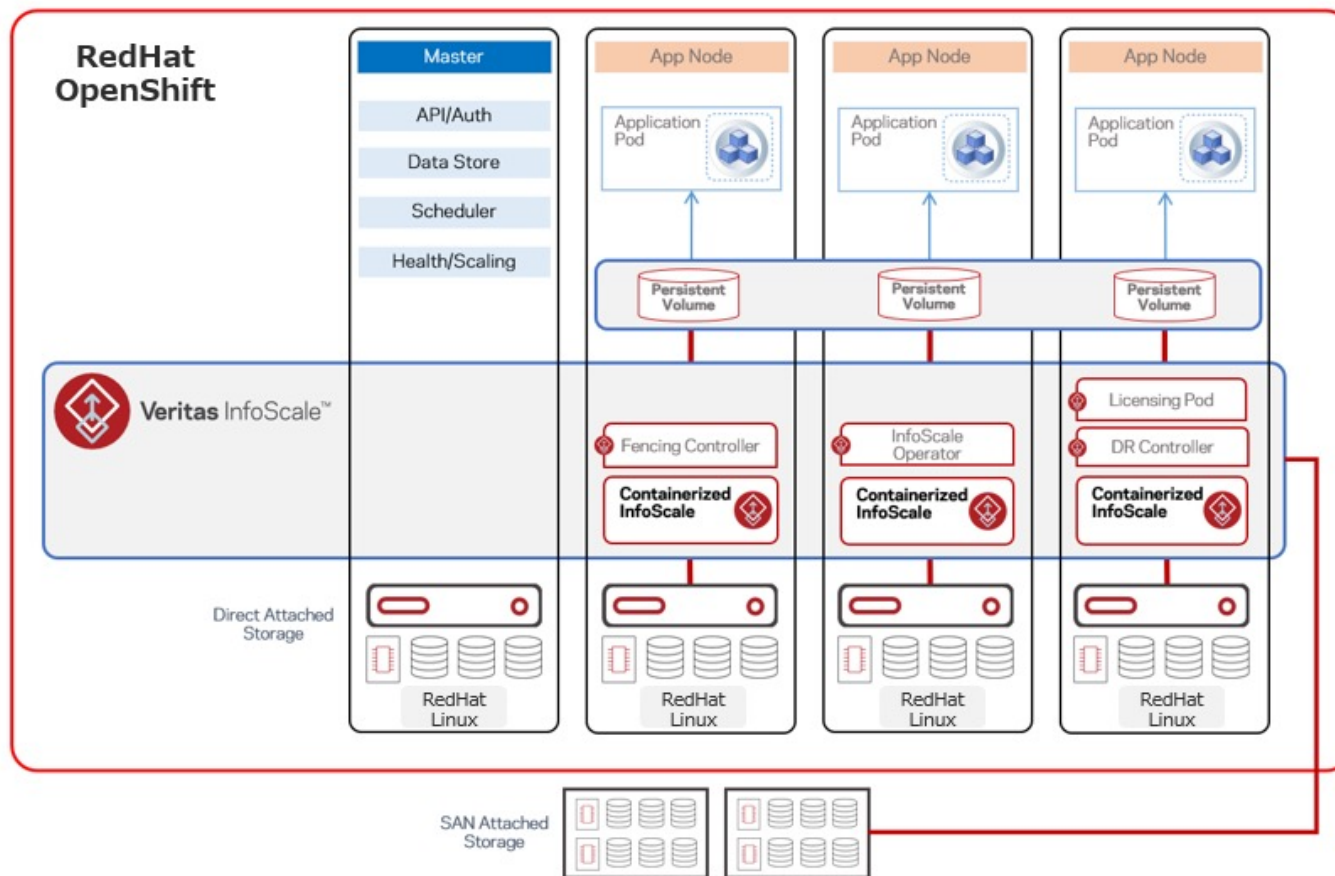 RedHat
OpenShift
Master
API/Auth
Data Store
Scheduler
Health/Scaling
App Node
App Node
App Node
Application
Pod
Application
Pod
Application
Pod
Persistent
Volume
Persistent
Volume
Persistent
Volume
Veritas InfoScale™
Fencing Controller
Containerized
InfoScale
InfoScale
Operator
Containerized
InfoScale
Licensing Pod
DR Controller
Containerized
InfoScale
Direct Attached
Storage
RedHat
Linux
RedHat
Linux
RedHat
Linux
RedHat
Linux
SAN Attached
Storage